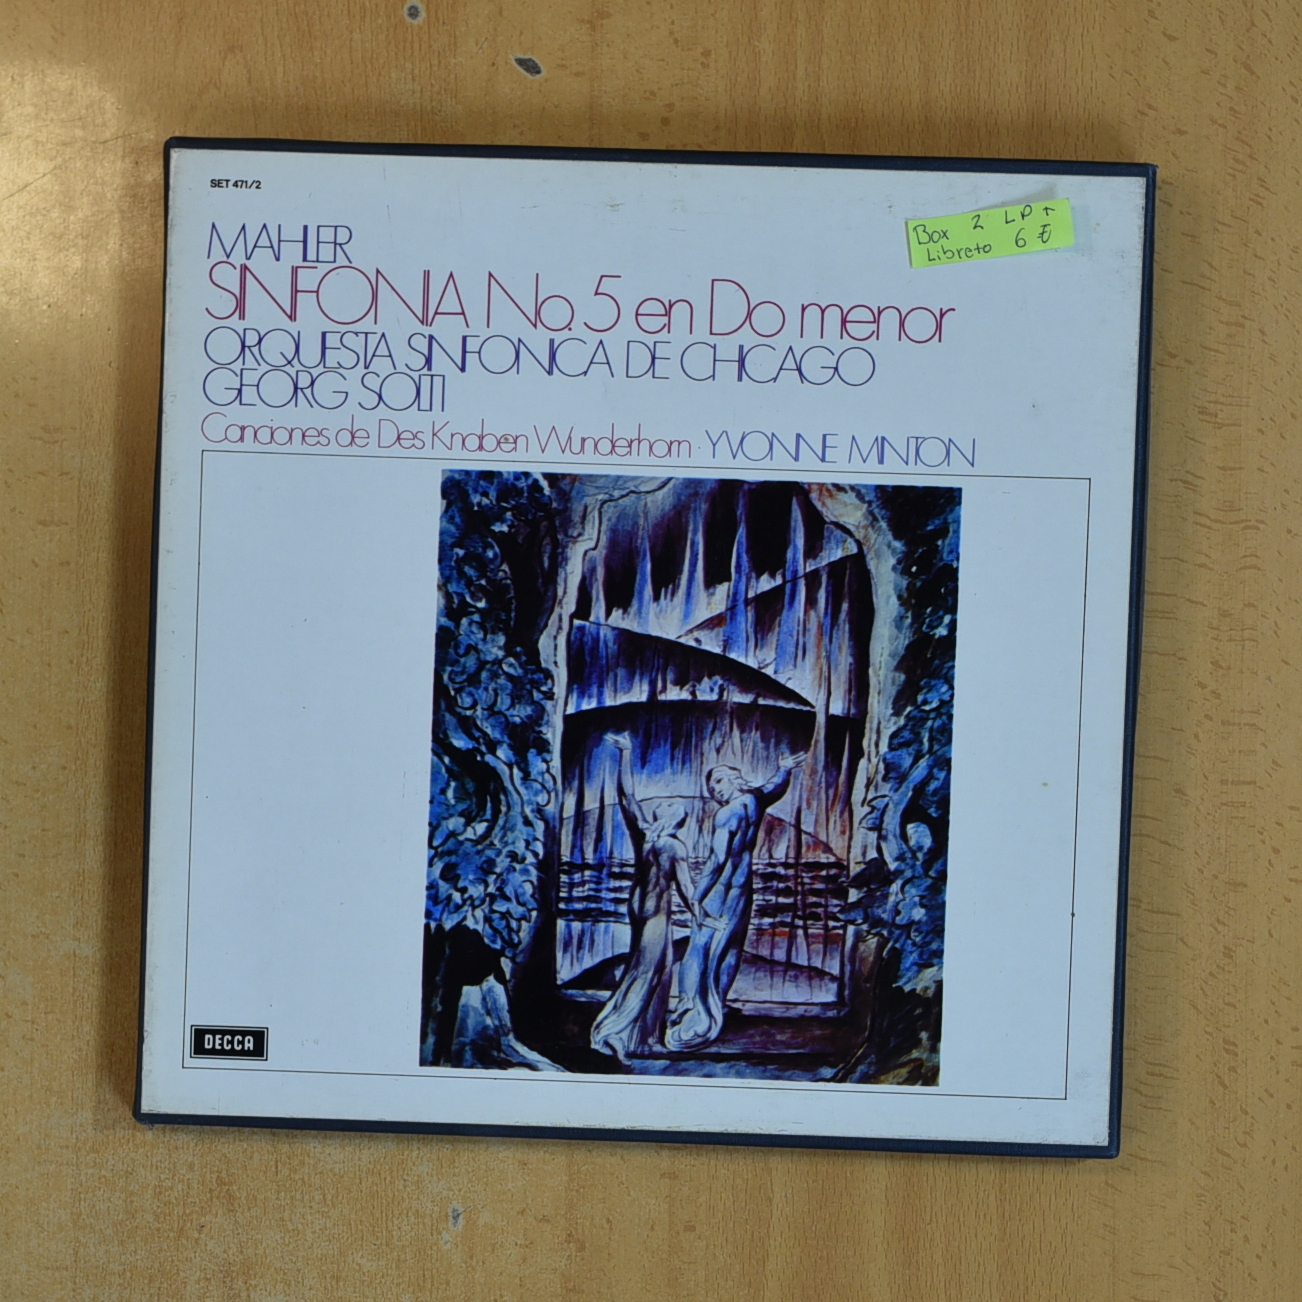 SET 471/2
Box 2 LP +
Libreto 6 €
MAHLER
SINFONIA No. 5 en Do menor
ORQUESTA SINFONICA DE CHICAGO
GEORG SOLTI
Canciones de Des Knaben Wunderhorn · YVONNE MINTON
DECCA